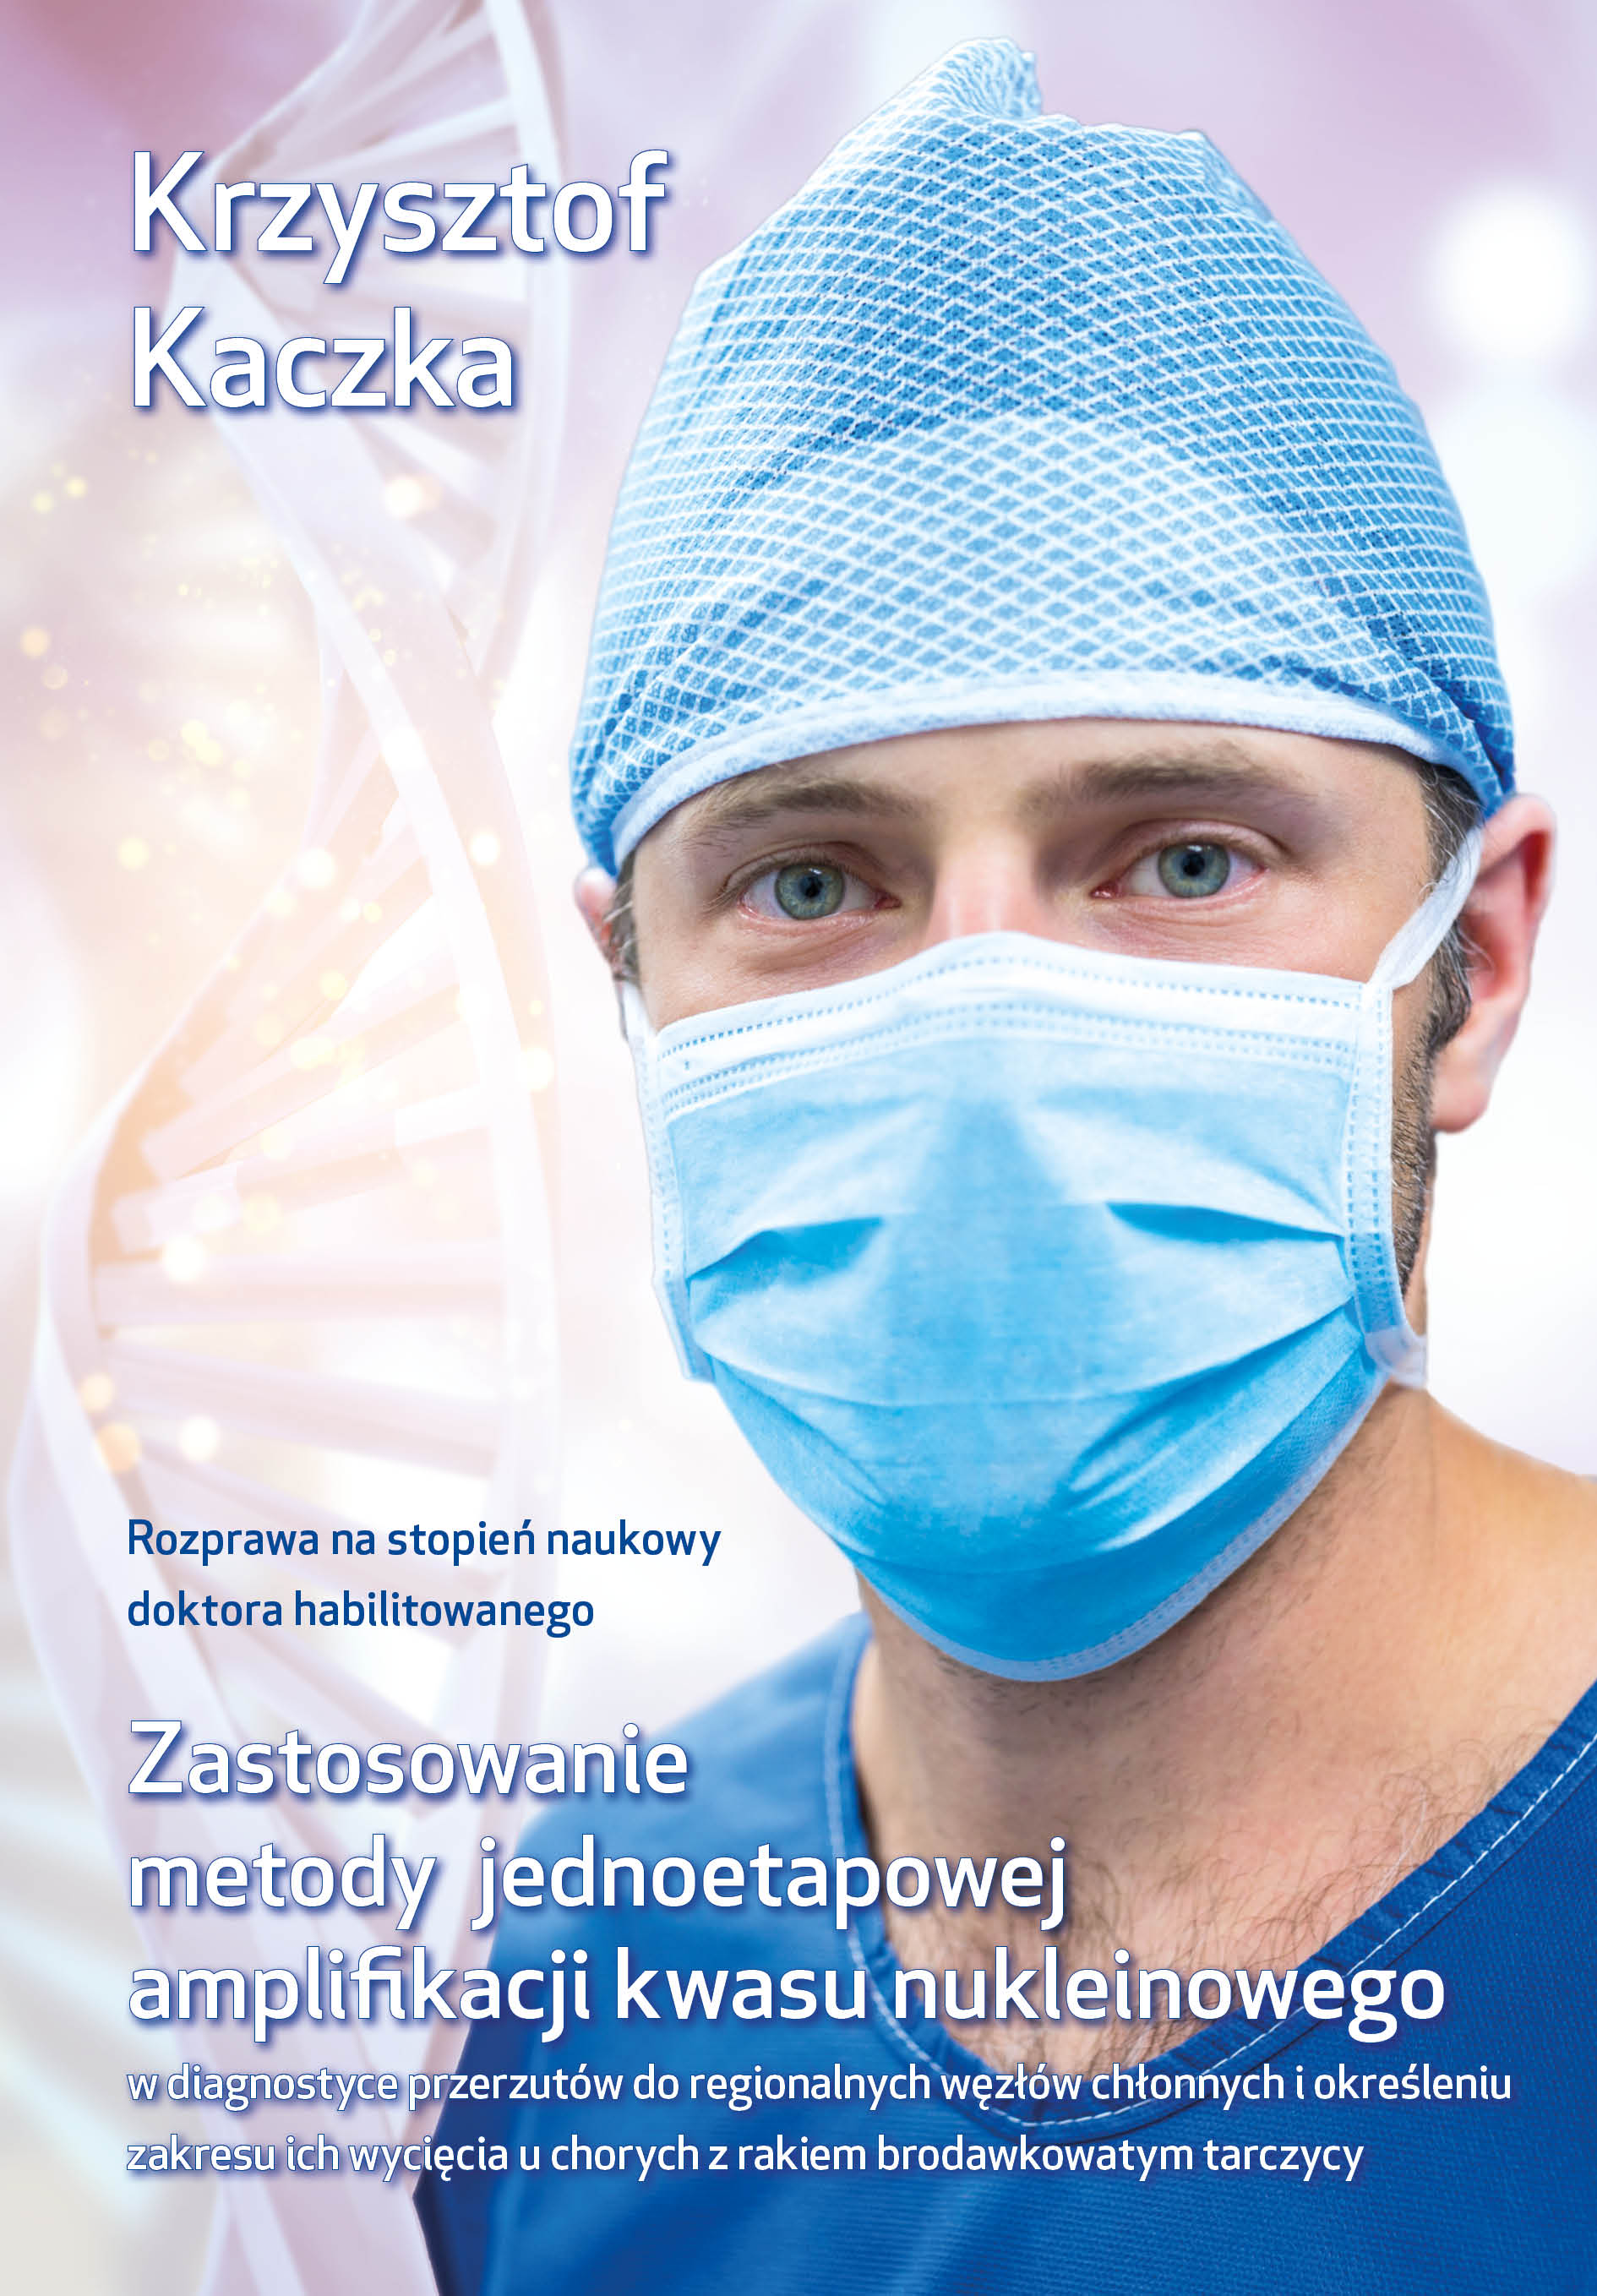 Krzysztof
Kaczka
Rozprawa na stopień naukowy
doktora habilitowanego
Zastosowanie
metody jednoetapowej
amplifikacji kwasu nukleinowego
w diagnostyce przerzutów do regionalnych węzłów chłonnych i określeniu
zakresu ich wycięcia u chorych z rakiem brodawkowatym tarczycy